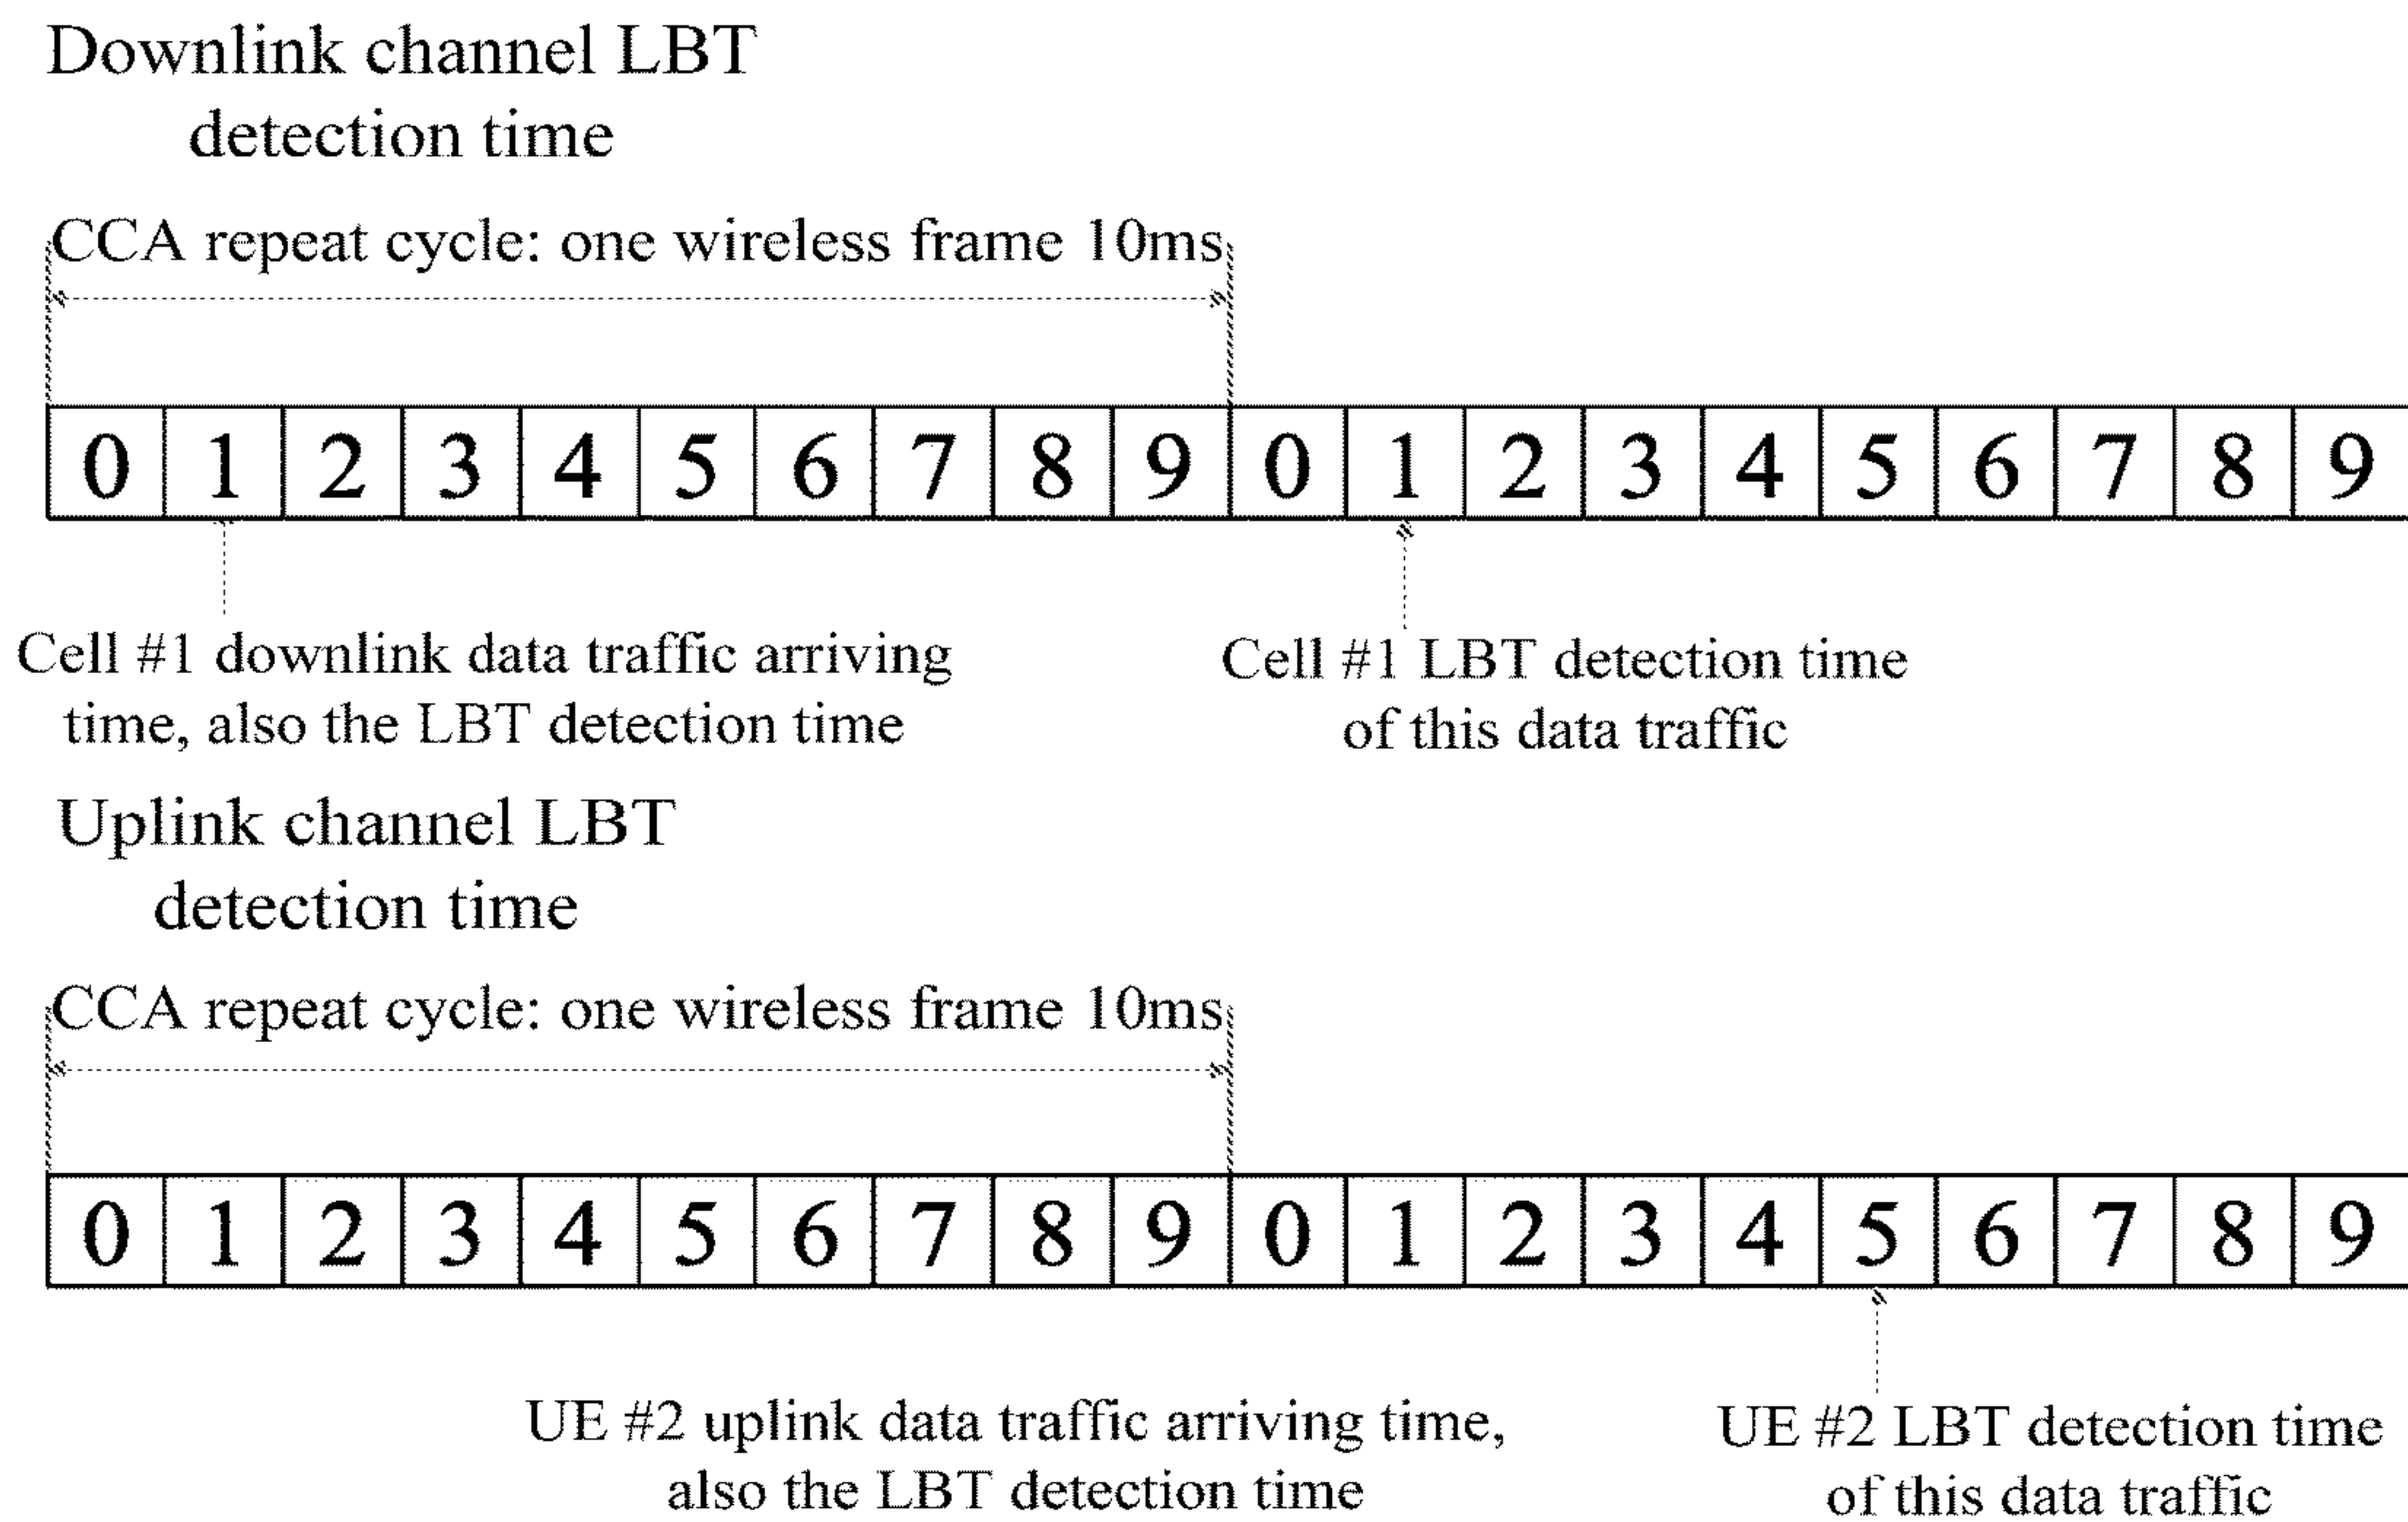 Downlink channel LBT
detection time
CCA repeat cycle: one wireless frame 10ms
0 1 2 3 4 5 6 7 8 9 0 1 2 3 4 5 6 7 8 9
Cell #1 downlink data traffic arriving
time, also the LBT detection time
Cell #1 LBT detection time
of this data traffic
Uplink channel LBT
detection time
CCA repeat cycle: one wireless frame 10ms
0 1 2 3 4 5 6 7 8 9 0 1 2 3 4 5 6 7 8 9
UE #2 uplink data traffic arriving time,
also the LBT detection time
UE #2 LBT detection time
of this data traffic